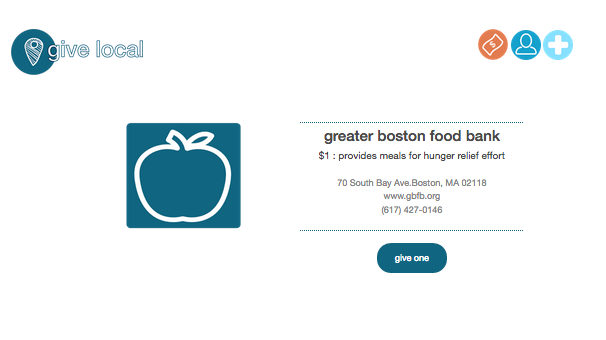 give local
$
greater boston food bank
$1 : provides meals for hunger relief effort
70 South Bay Ave.Boston, MA 02118
www.gbfb.org
(617) 427-0146
give one